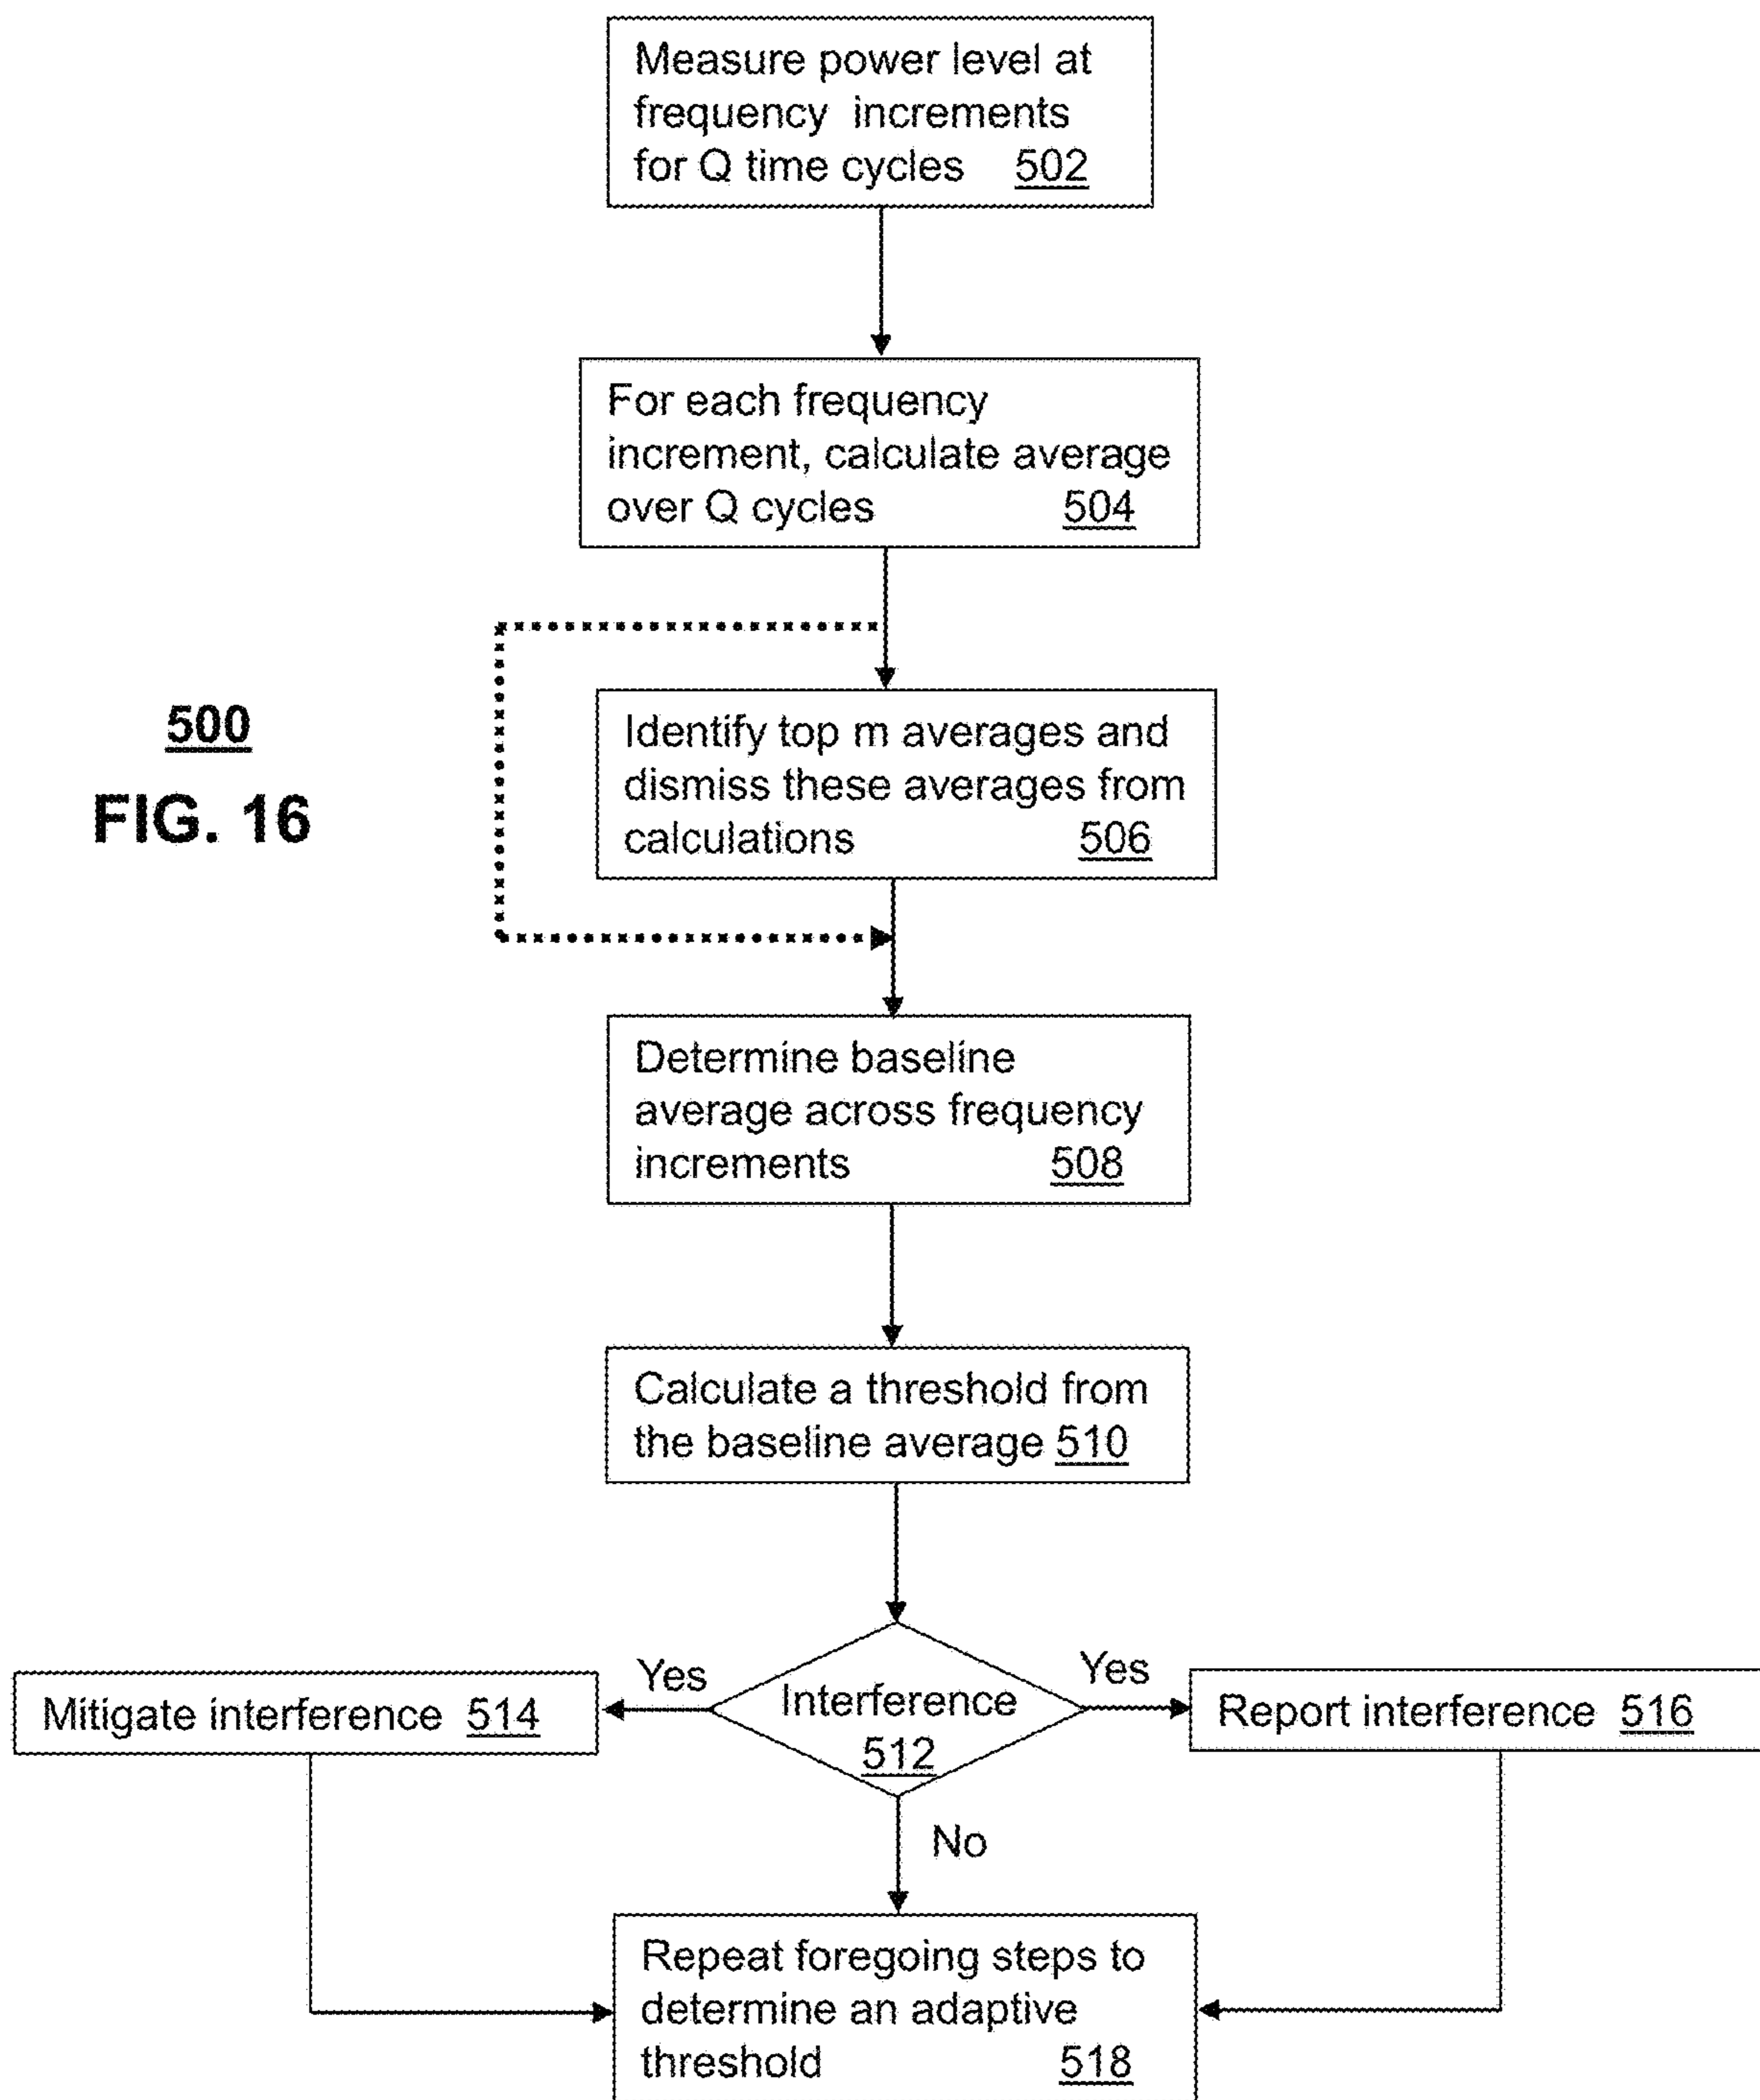 Measure power level at
frequency increments
for Q time cycles 502
For each frequency
increment, calculate average
over Q cycles 504
500
FIG. 16
Identify top m averages and
dismiss these averages from
calculations 506
Determine baseline
average across frequency
increments 508
Calculate a threshold from
the baseline average 510
Yes
Yes
Mitigate interference 514
Interference
512
Report interference 516
No
Repeat foregoing steps to
determine an adaptive
threshold 518